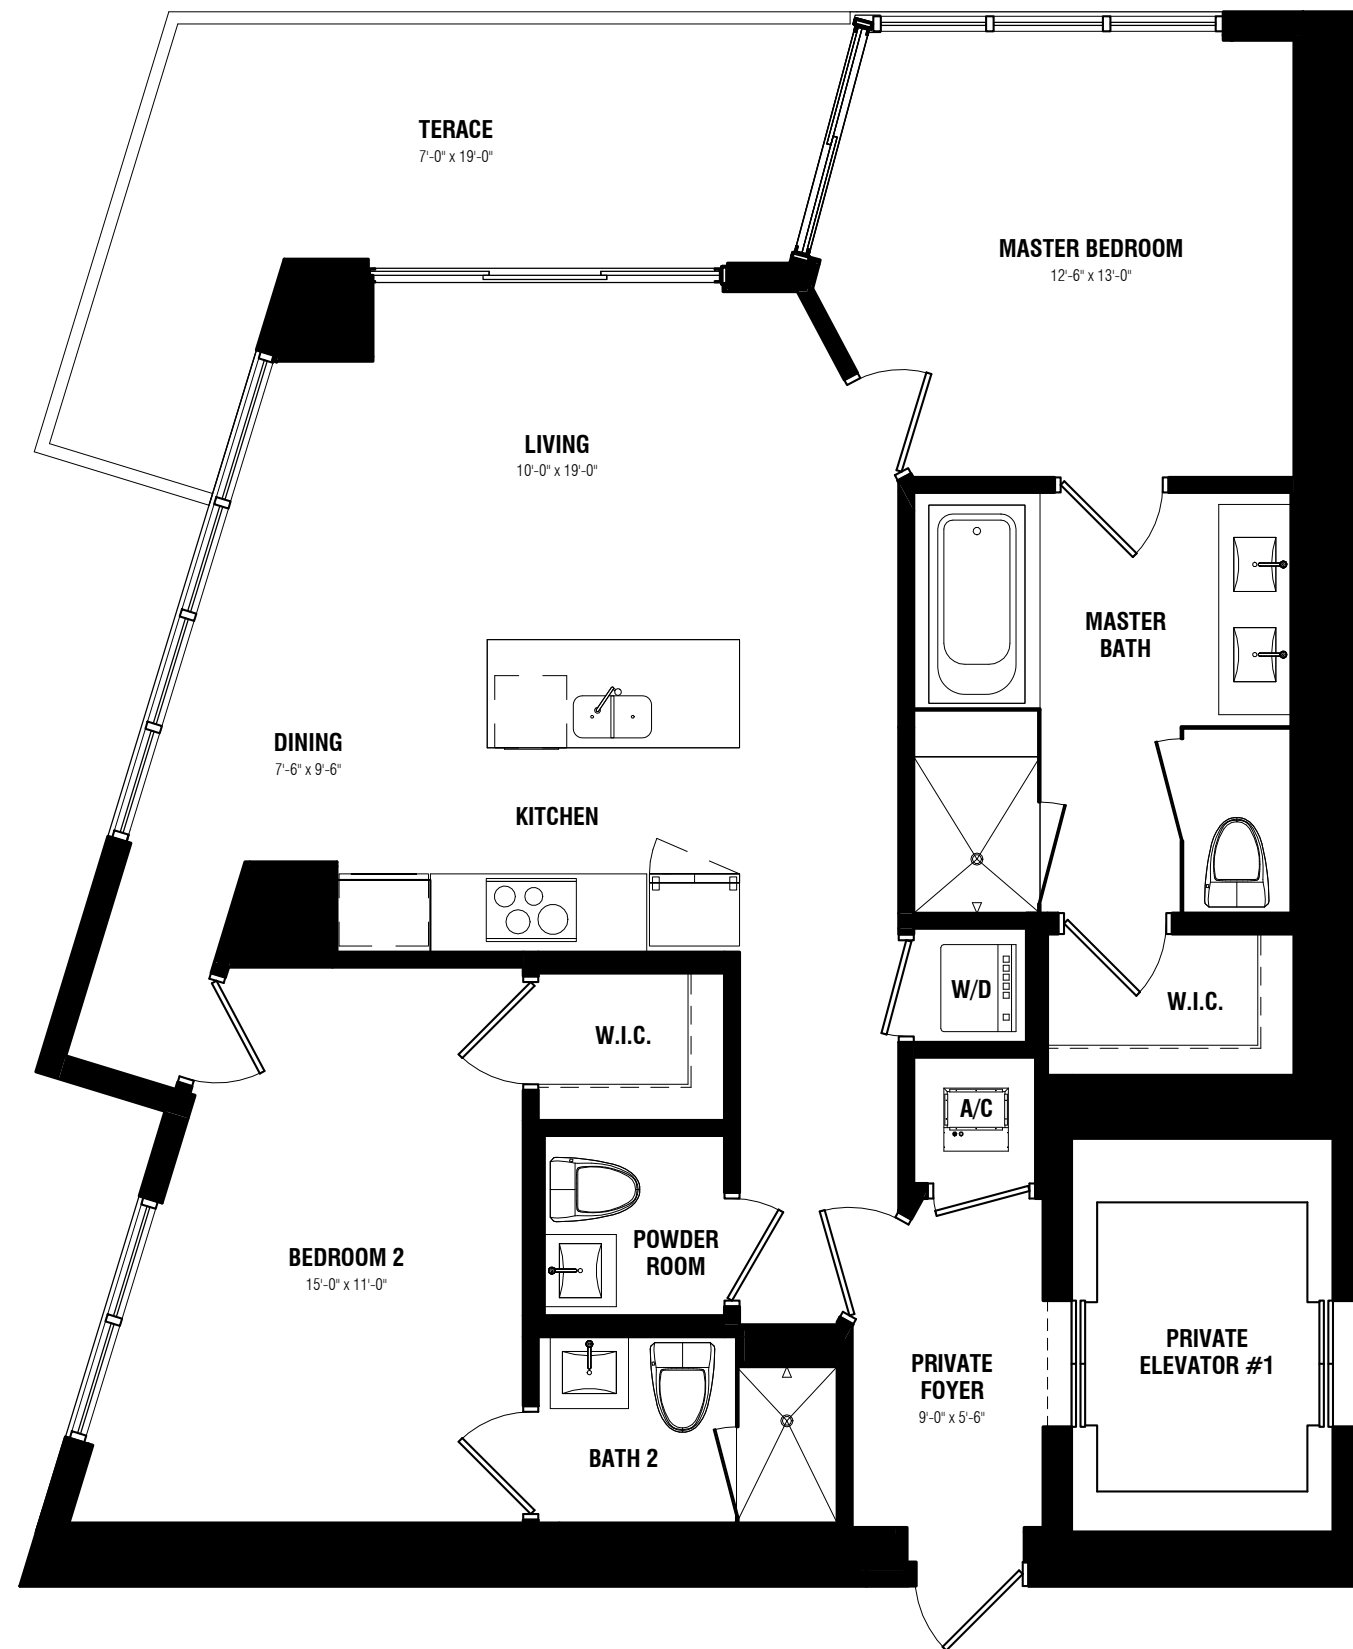 TERACE
7'-0" x 19'-0"
MASTER BEDROOM
12'-6" x 13'-0"
LIVING
10'-0" x 19'-0"
MASTER
BATH
DINING
7'-6" x 9'-6"
KITCHEN
W/D
W.I.C.
W.I.C.
A/C
POWDER
ROOM
BEDROOM 2
15'-0" x 11'-0"
PRIVATE
ELEVATOR #1
PRIVATE
FOYER
9'-0" x 5'-6"
BATH 2